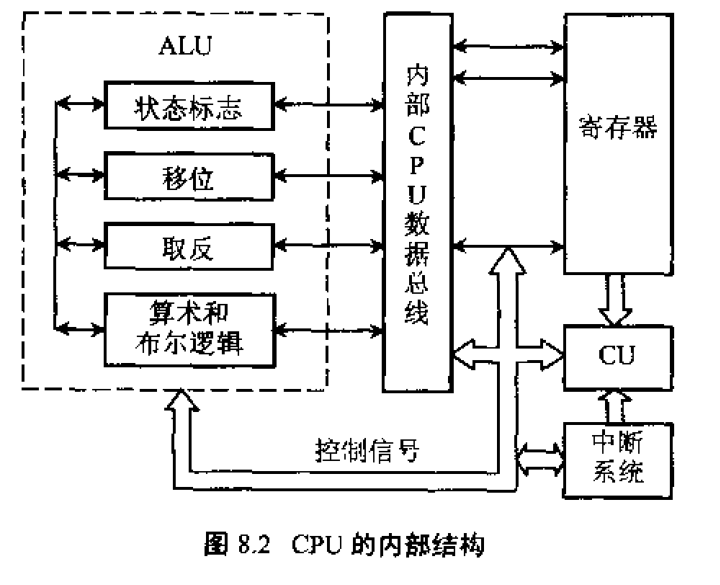 ALU
状态标志
移位
取反
算术和
布尔逻辑
内部CPU数据总线
寄存器
CU
中断
系统
控制信号
图 8.2 CPU 的内部结构